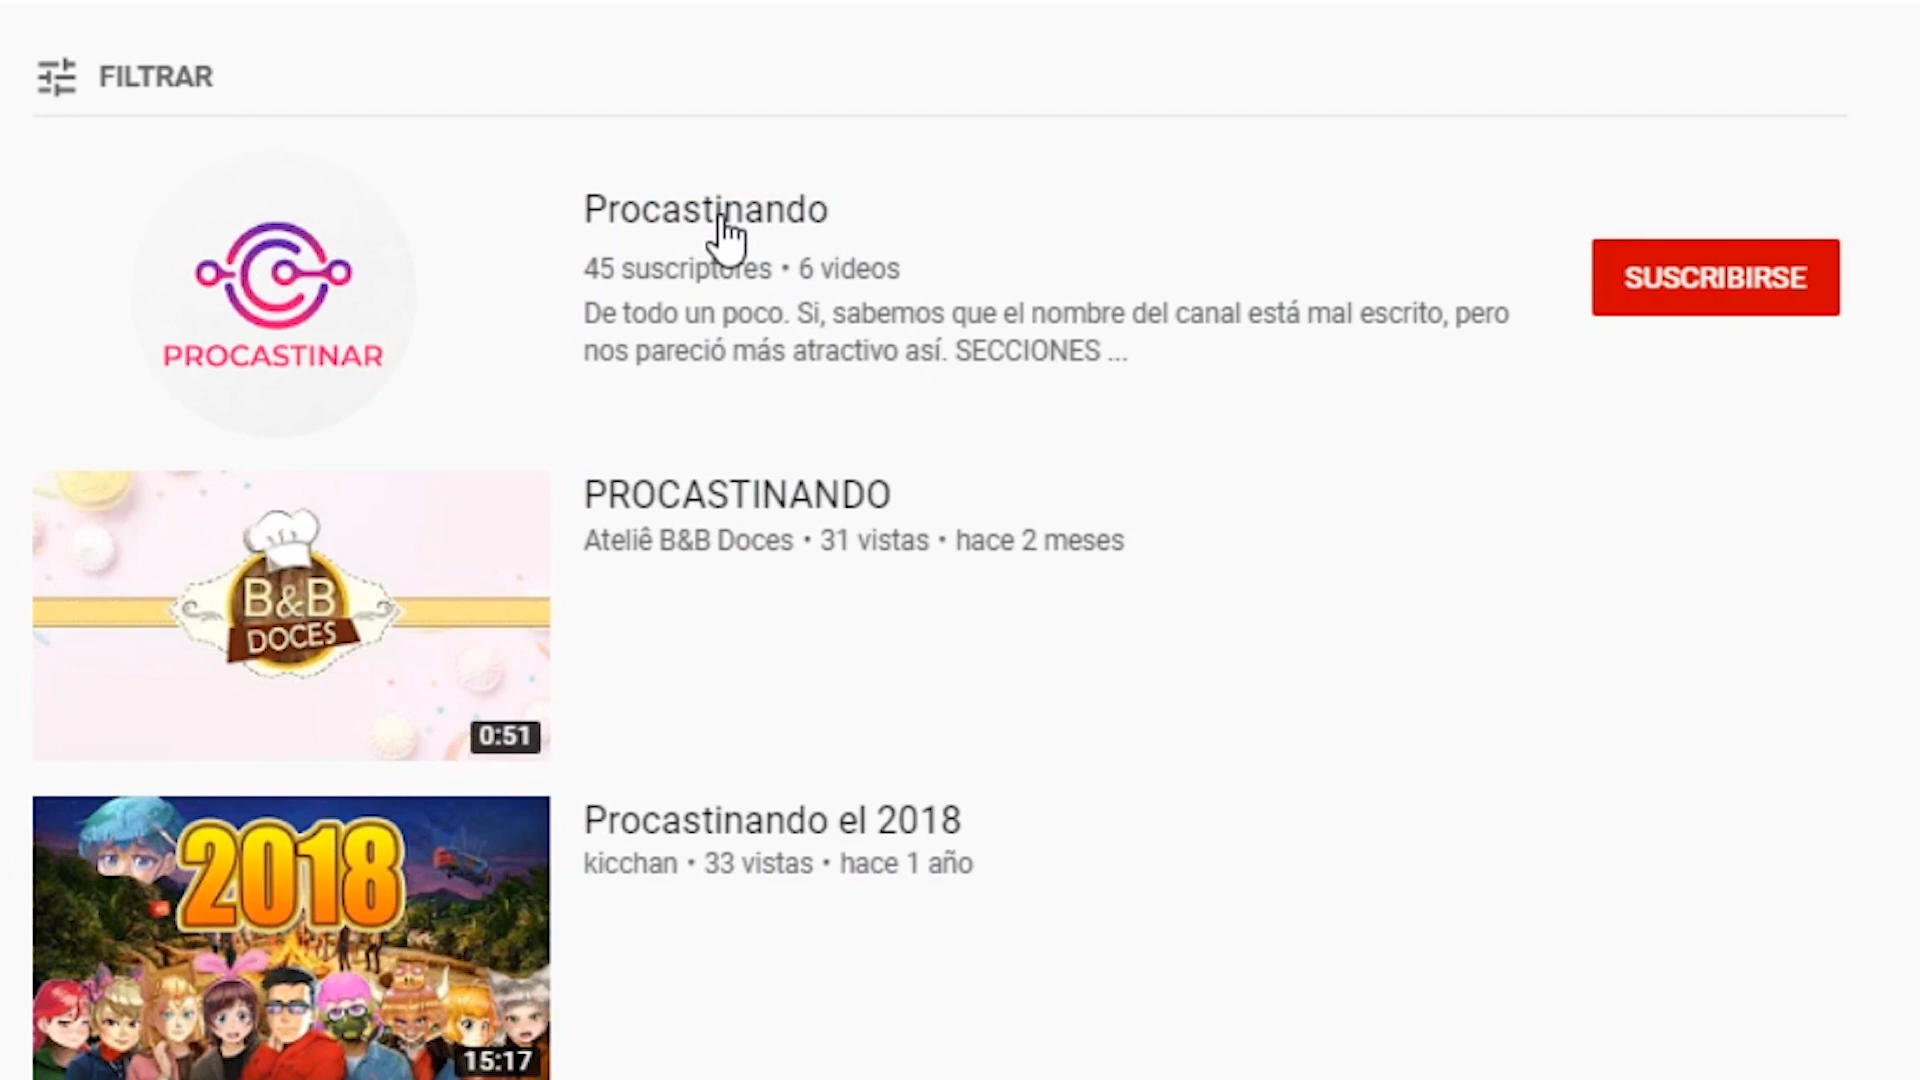 FILTRAR
PROCASTINAR
Procastinando
45 suscriptores • 6 videos
De todo un poco. Si, sabemos que el nombre del canal está mal escrito, pero
nos pareció más atractivo así. SECCIONES ...
SUSCRIBIRSE
B&B
DOCES
0:51
PROCASTINANDO
Ateliê B&B Doces • 31 vistas • hace 2 meses
2018
15:17
Procastinando el 2018
kicchan • 33 vistas • hace 1 año